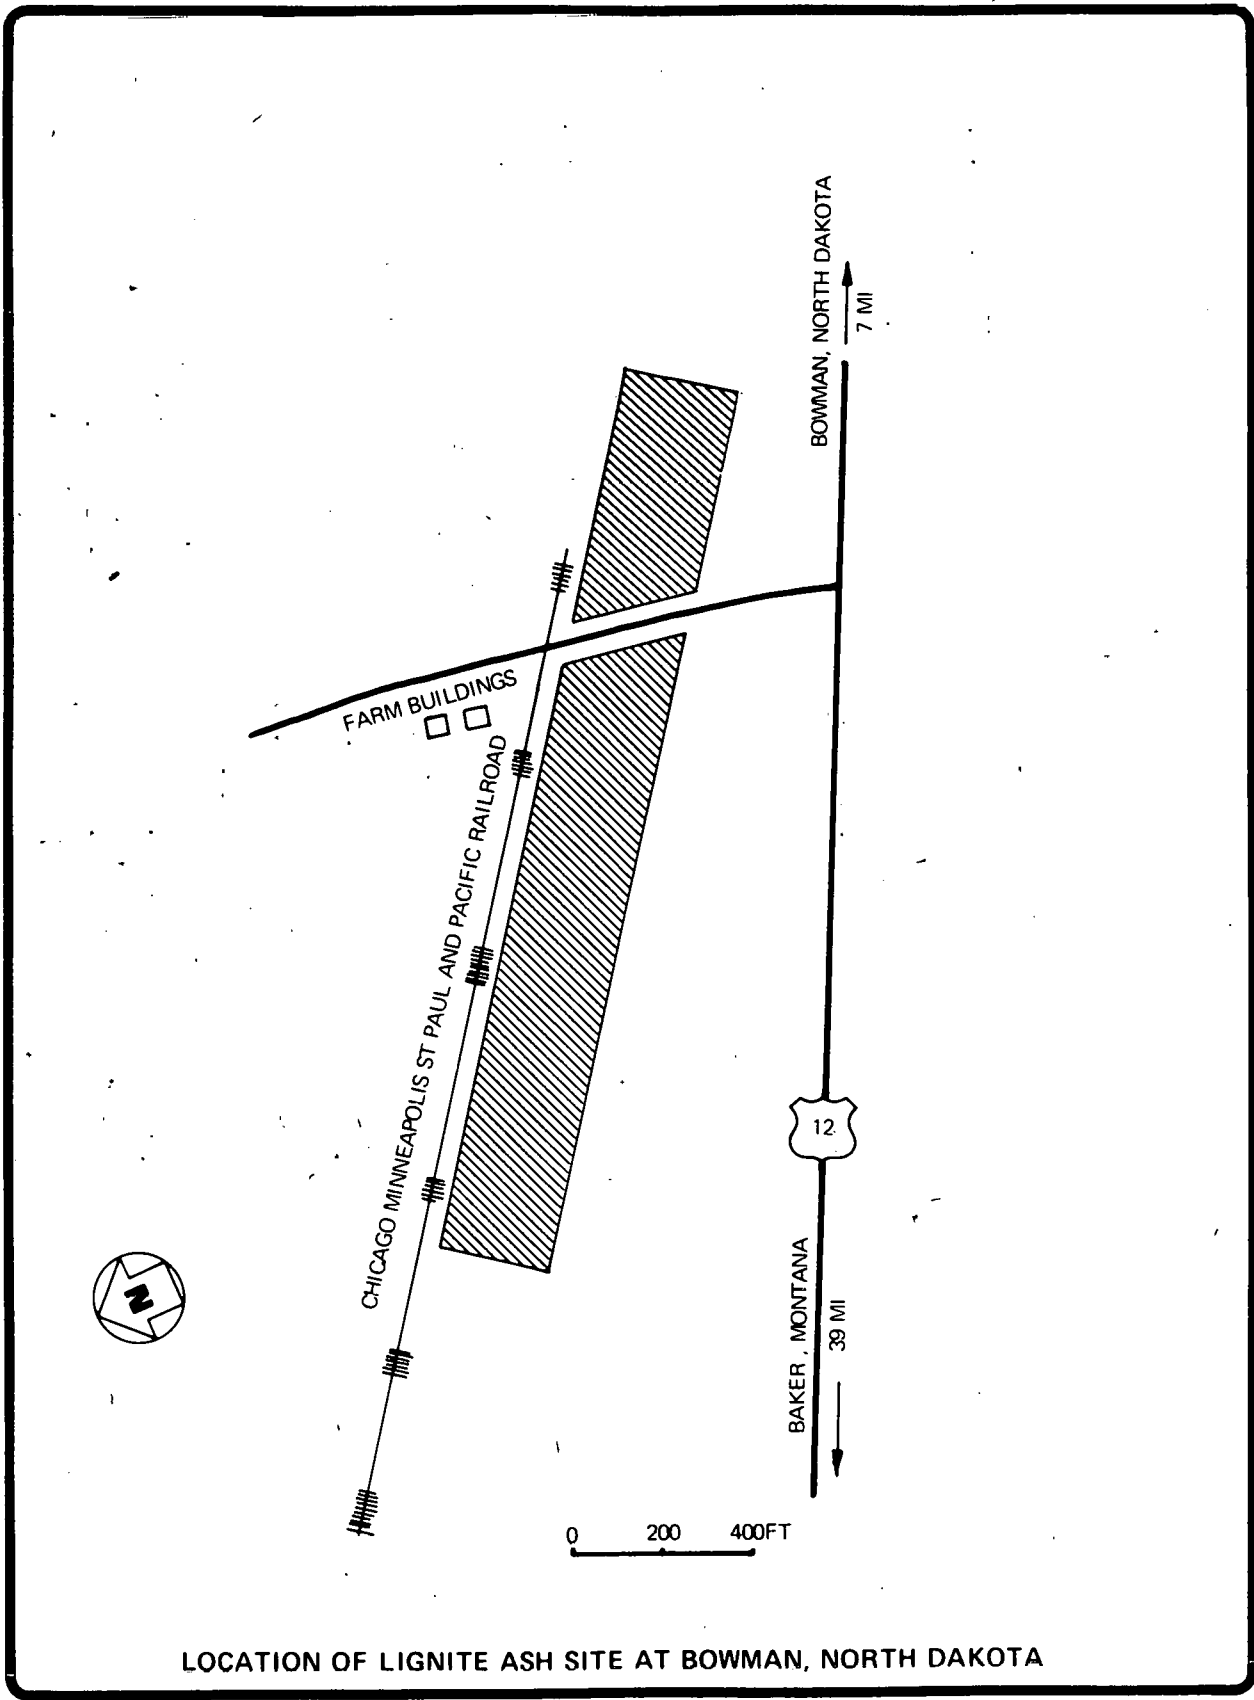 BOWMAN, NORTH DAKOTA
7 MI
FARM BUILDINGS
CHICAGO MINNEAPOLIS ST PAUL AND PACIFIC RAILROAD
12
N
BAKER, MONTANA
39 MI
0 200 400FT
LOCATION OF LIGNITE ASH SITE AT BOWMAN, NORTH DAKOTA